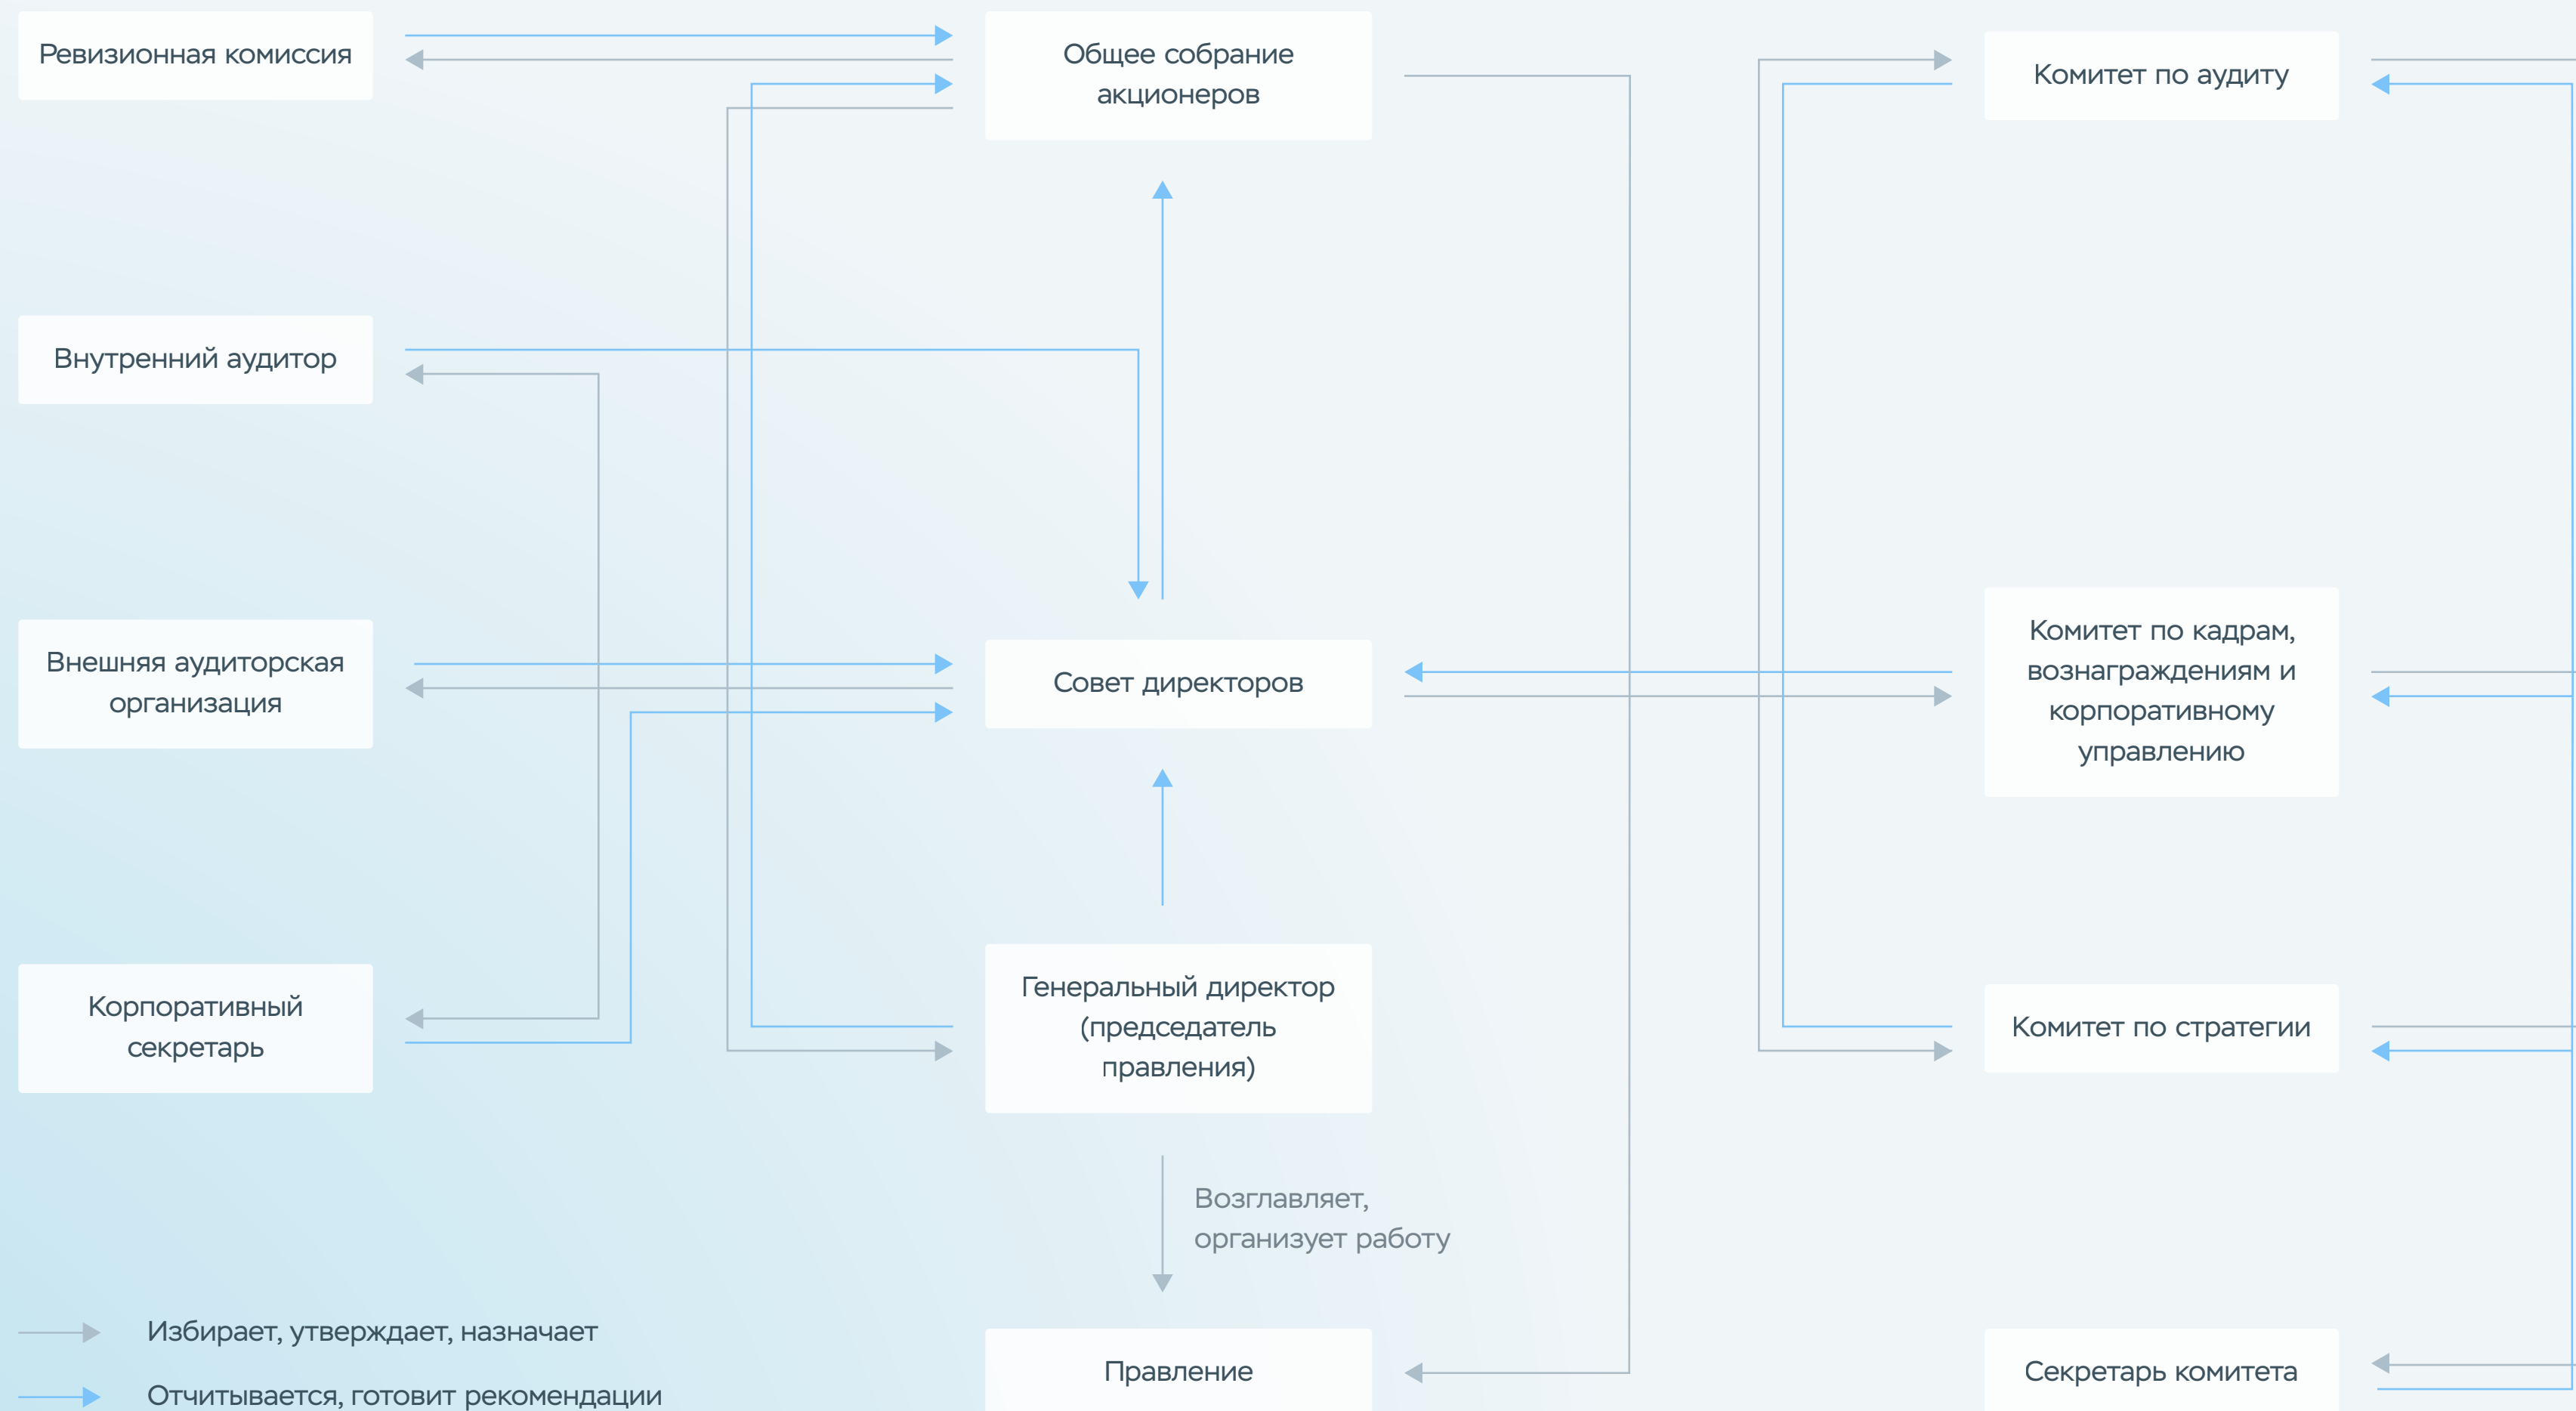 Ревизионная комиссия
Общее собрание
акционеров
Комитет по аудиту
Внутренний аудитор
Внешняя аудиторская
организация
Совет директоров
Комитет по кадрам,
вознаграждениям и
корпоративному
управлению
Корпоративный
секретарь
Генеральный директор
(председатель
правления)
Комитет по стратегии
Возглавляет,
организует работу
Избирает, утверждает, назначает
Отчитывается, готовит рекомендации
Правление
Секретарь комитета